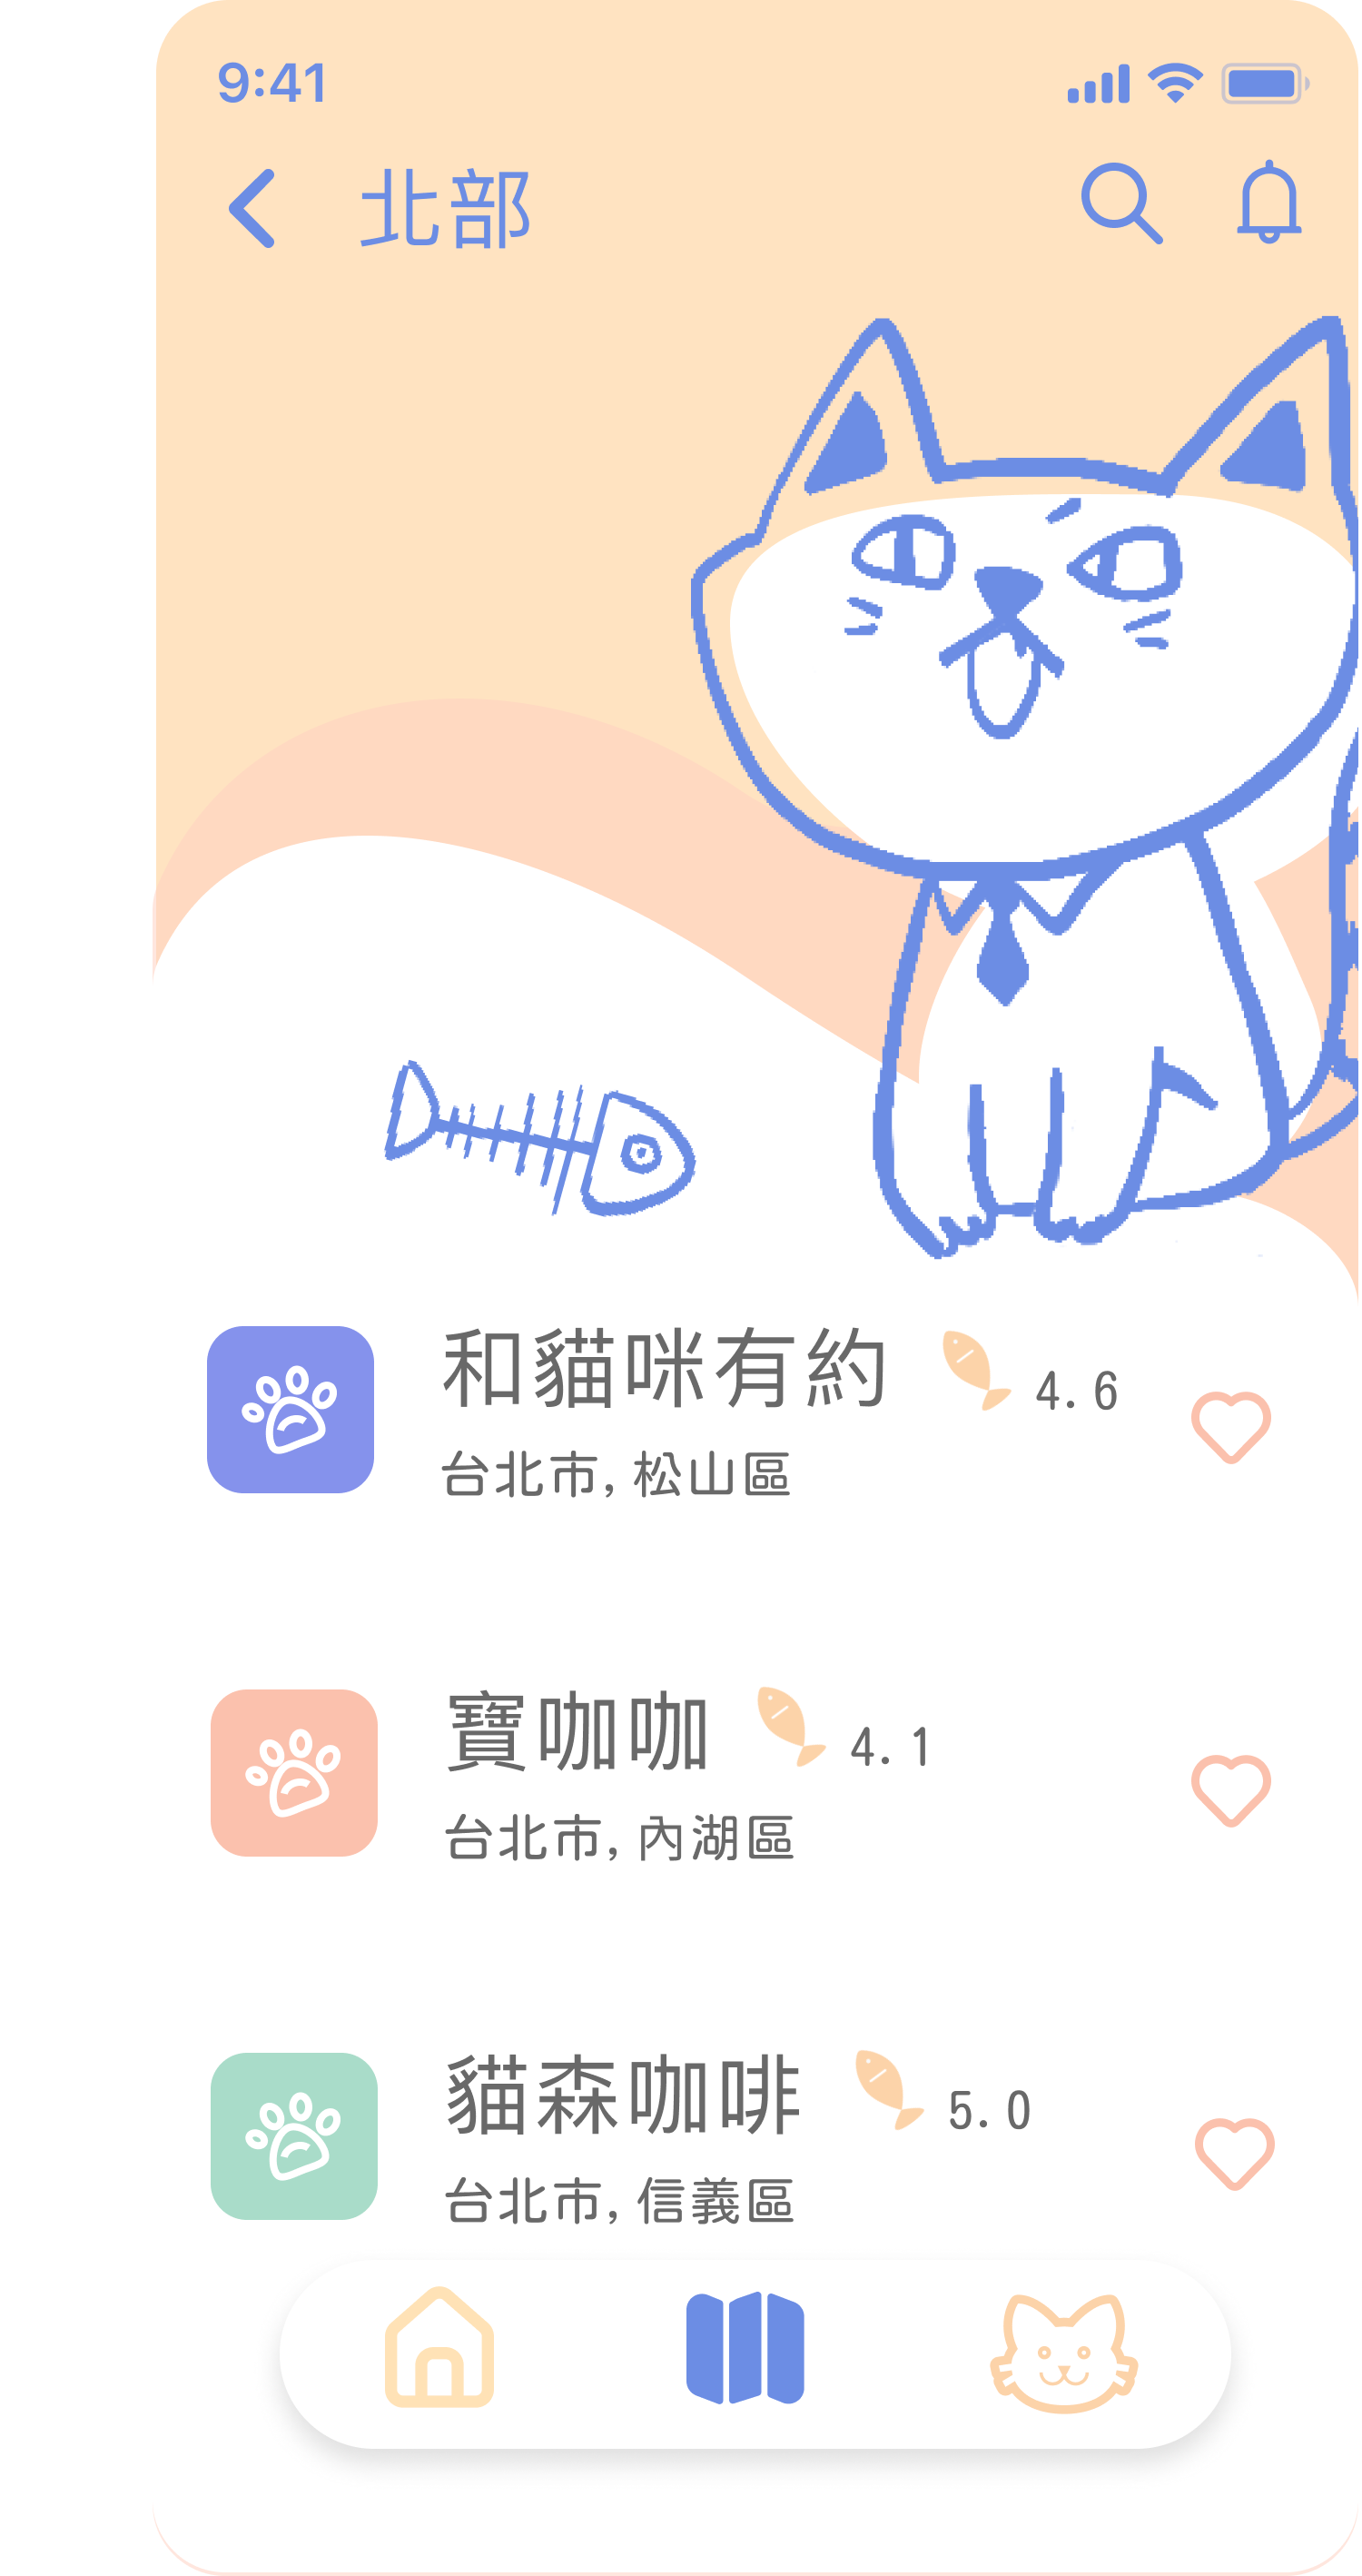 9:41
北部
和貓咪有約 4.6
台北市, 松山區
寶咖咖 4.1
台北市, 內湖區
貓森咖啡 5.0
台北市, 信義區